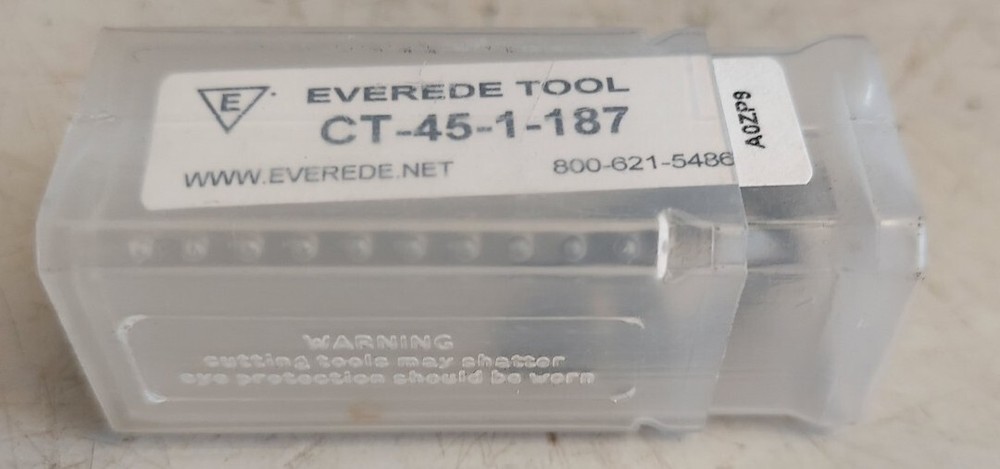 E
EVEREDE TOOL
CT-45-1-187
WWW.EVEREDE.NET
800-621-5486
A0ZP9
WARNING
cutting tools may shatter
eye protection should be worn